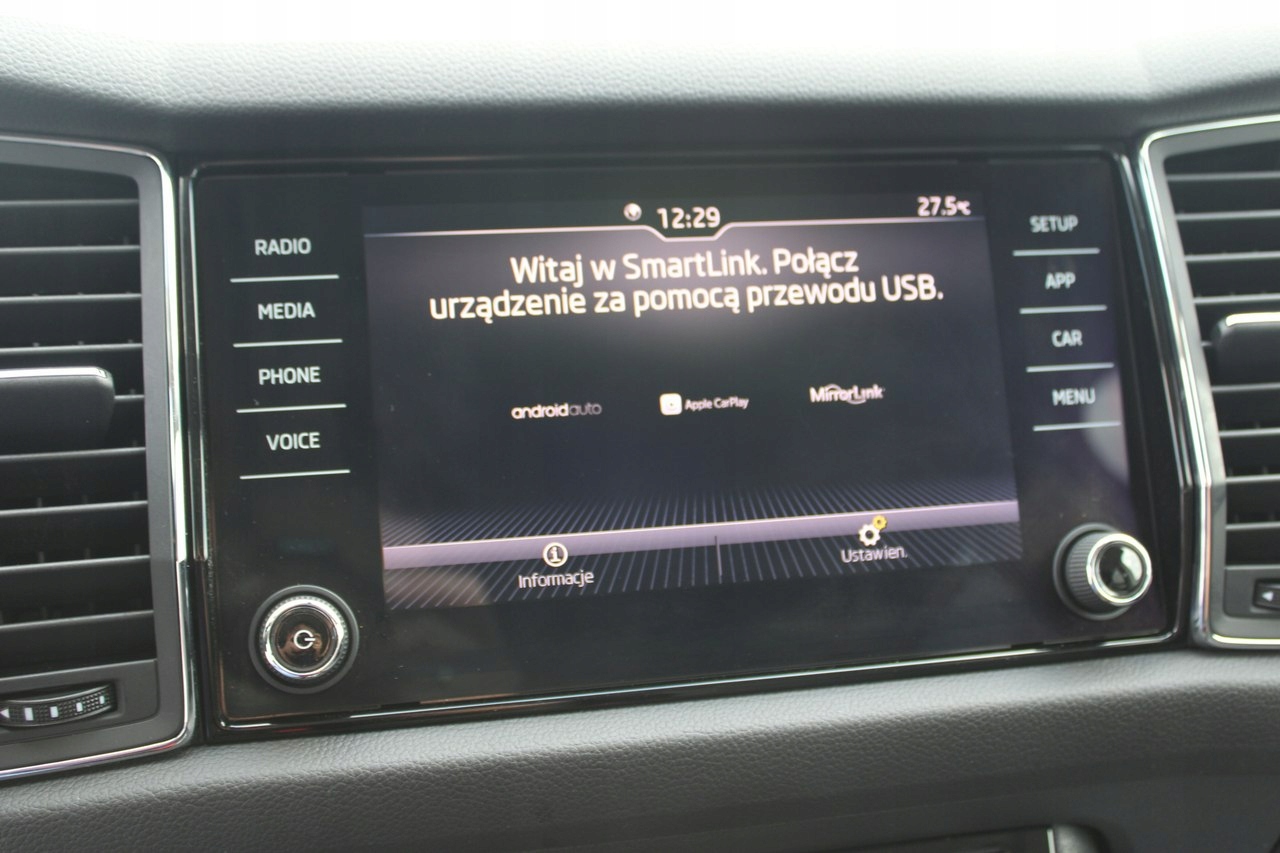 12:29
27.5°C
RADIO
MEDIA
PHONE
VOICE
Witaj w SmartLink. Połącz
urządzenie za pomocą przewodu USB.
androidauto
Apple CarPlay
MirrorLink
Informacje
Ustawien.
SETUP
APP
CAR
MENU